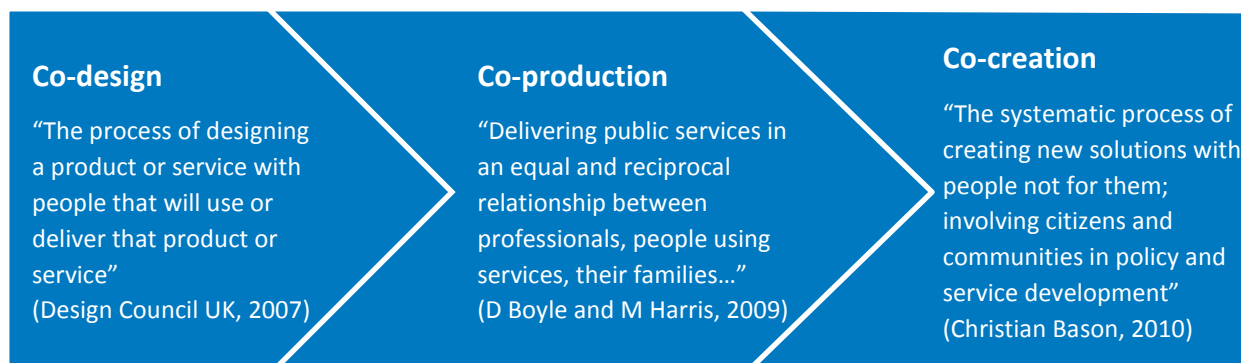 Co-design
“The process of designing
a product or service with
people that will use or
deliver that product or
service”
(Design Council UK, 2007)
Co-production
“Delivering public services in
an equal and reciprocal
relationship between
professionals, people using
services, their families…”
(D Boyle and M Harris, 2009)
Co-creation
“The systematic process of
creating new solutions with
people not for them;
involving citizens and
communities in policy and
service development”
(Christian Bason, 2010)